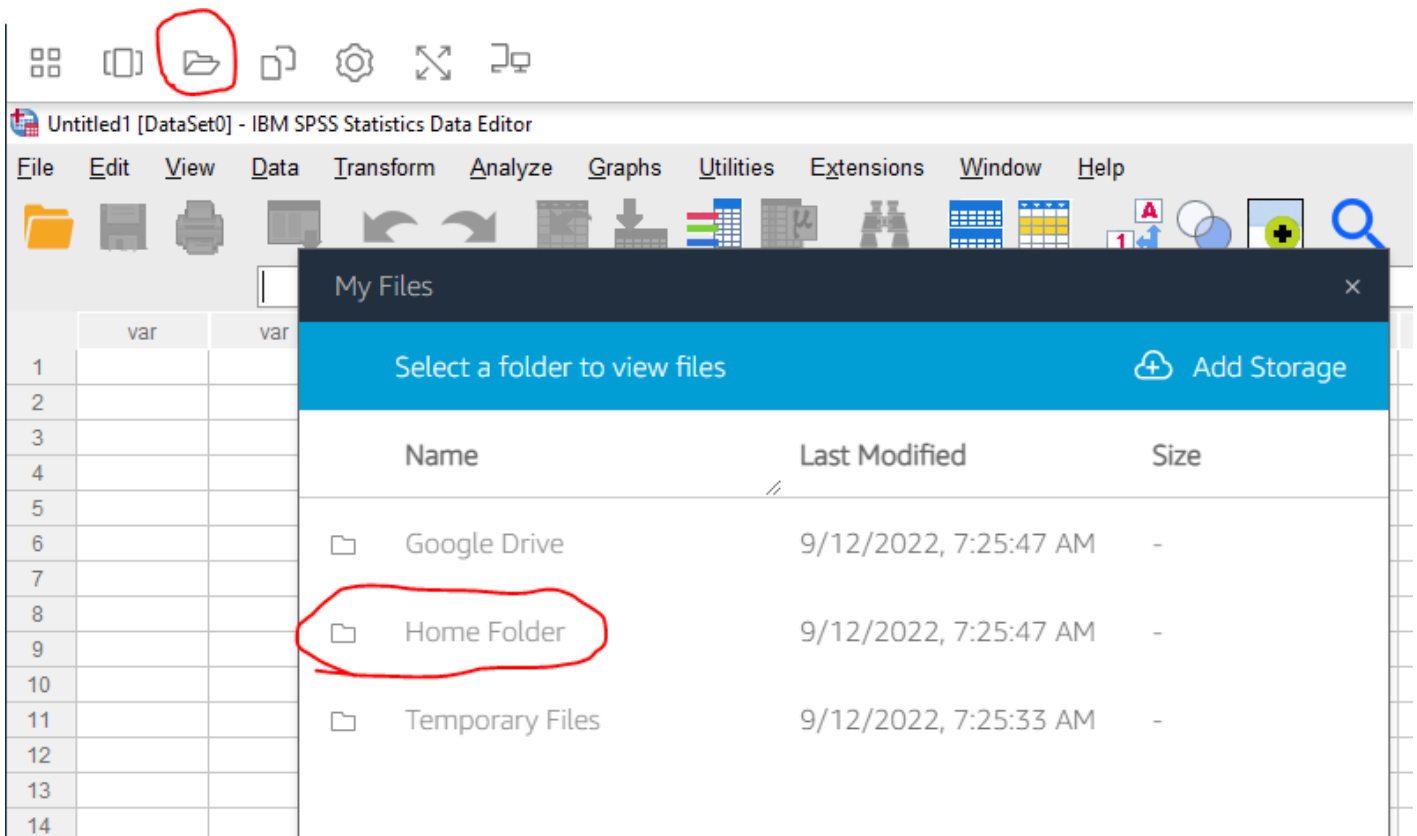 Untitled1 [DataSet0] - IBM SPSS Statistics Data Editor
File Edit View Data Transform Analyze Graphs Utilities Extensions Window Help
µ
A
1
My Files ×
var var
Select a folder to view files Add Storage
1
2
Name Last Modified Size
3
4
5
6
Google Drive 9/12/2022, 7:25:47 AM -
7
8
Home Folder 9/12/2022, 7:25:47 AM -
9
10
11
Temporary Files 9/12/2022, 7:25:33 AM -
12
13
14